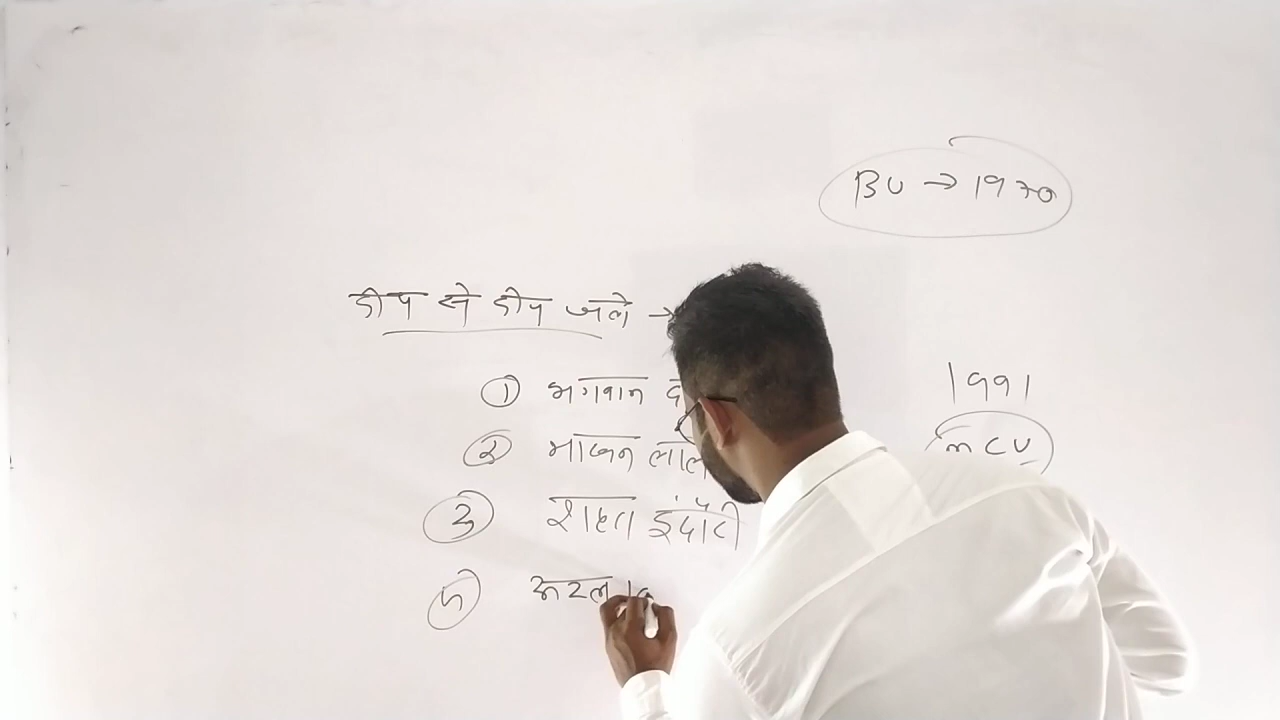 BU → 1970
दीप से दीप जले →
① भगवान द
② माखन लाल
③ राहत इंदौरी
1991
MCU